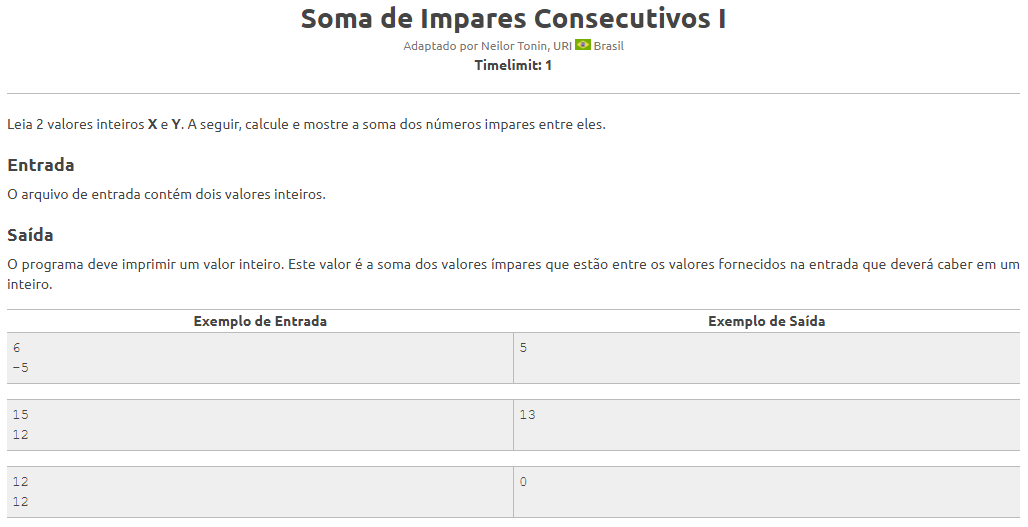 Soma de Impares Consecutivos I
Adaptado por Neilor Tonin, URI Brasil
Timelimit: 1
Leia 2 valores inteiros X e Y. A seguir, calcule e mostre a soma dos números impares entre eles.
Entrada
O arquivo de entrada contém dois valores inteiros.
Saída
O programa deve imprimir um valor inteiro. Este valor é a soma dos valores ímpares que estão entre os valores fornecidos na entrada que deverá caber em um
inteiro.
Exemplo de Entrada Exemplo de Saída
6 5
-5
15 13
12
12 0
12